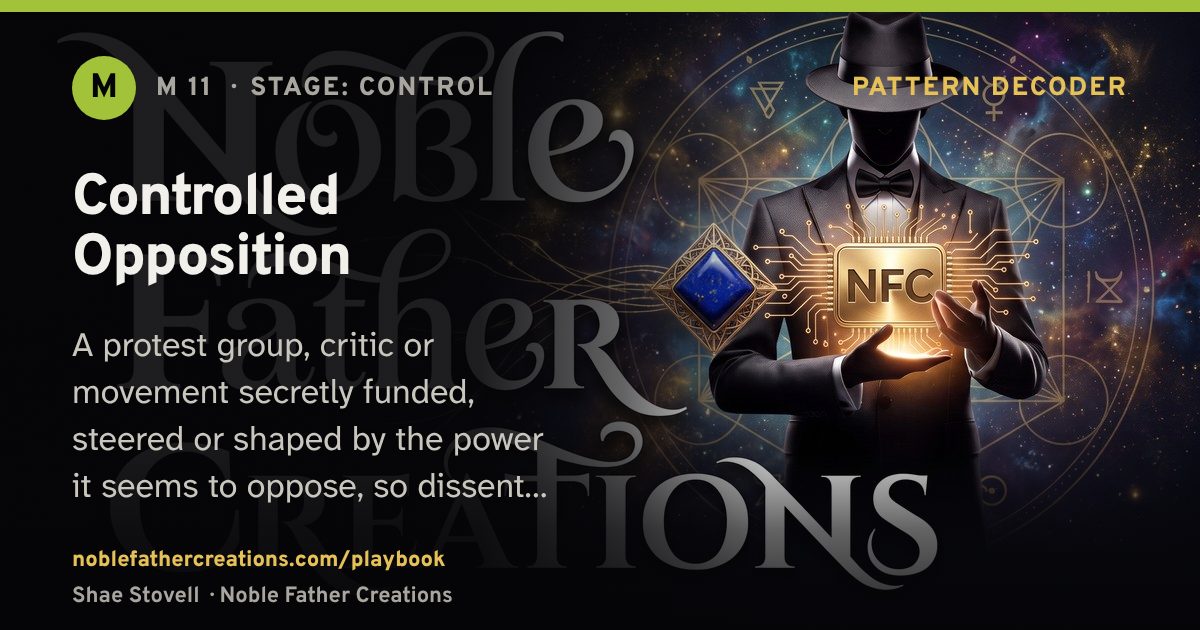 M
M 11 · STAGE: CONTROL
PATTERN DECODER
Controlled
Opposition
A protest group, critic or
movement secretly funded,
steered or shaped by the power
it seems to oppose, so dissent...
noblefathercreations.com/playbook
Shae Stovell · Noble Father Creations
Noble
Father
Creations
NFC